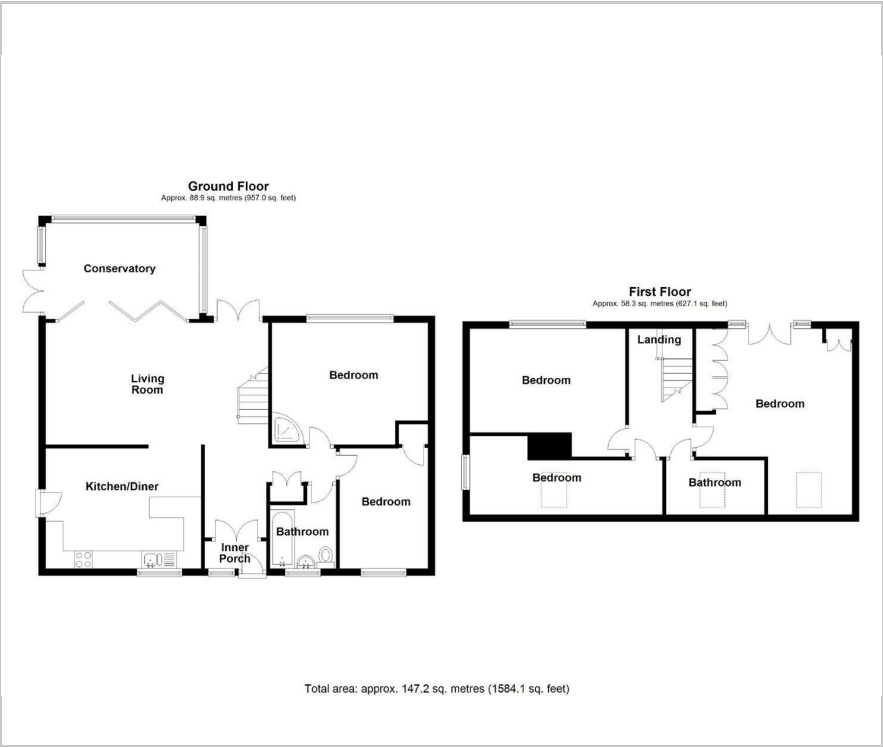 Ground Floor
Approx. 88.9 sq. metres (957.0 sq. feet)
Conservatory
Living
Room
Bedroom
Kitchen/Diner
Bedroom
Bathroom
Inner
Porch
First Floor
Approx. 58.3 sq. metres (627.1 sq. feet)
Landing
Bedroom
Bedroom
Bedroom
Bathroom
Total area: approx. 147.2 sq. metres (1584.1 sq. feet)